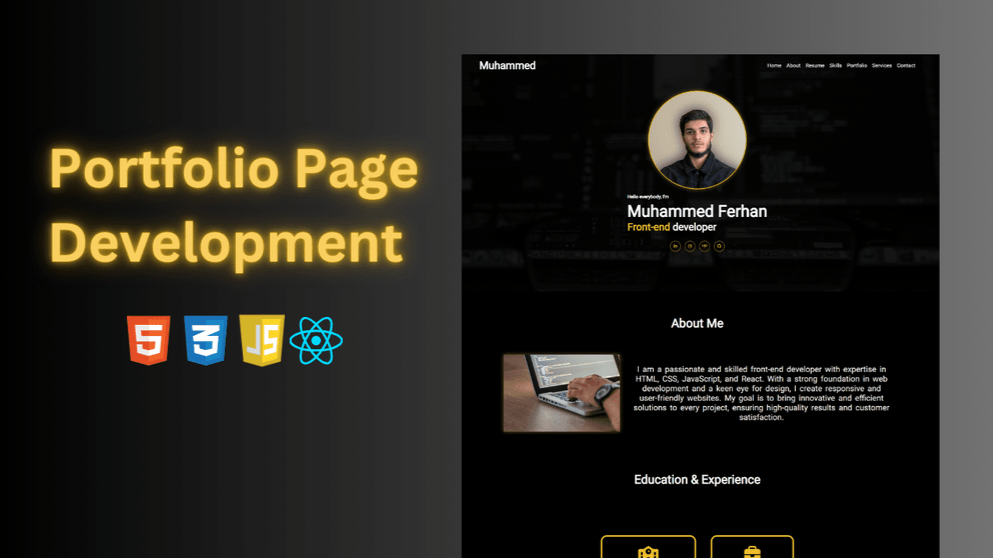 Portfolio Page
Development
5
3
JS
Muhammed
Home About Resume Skills Portfolio Services Contact
Hello everybody, I'm
Muhammed Ferhan
Front-end developer
About Me
I am a passionate and skilled front-end developer with expertise in
HTML, CSS, JavaScript, and React. With a strong foundation in web
development and a keen eye for design, I create responsive and
user-friendly websites. My goal is to bring innovative and efficient
solutions to every project, ensuring high-quality results and customer
satisfaction.
Education & Experience